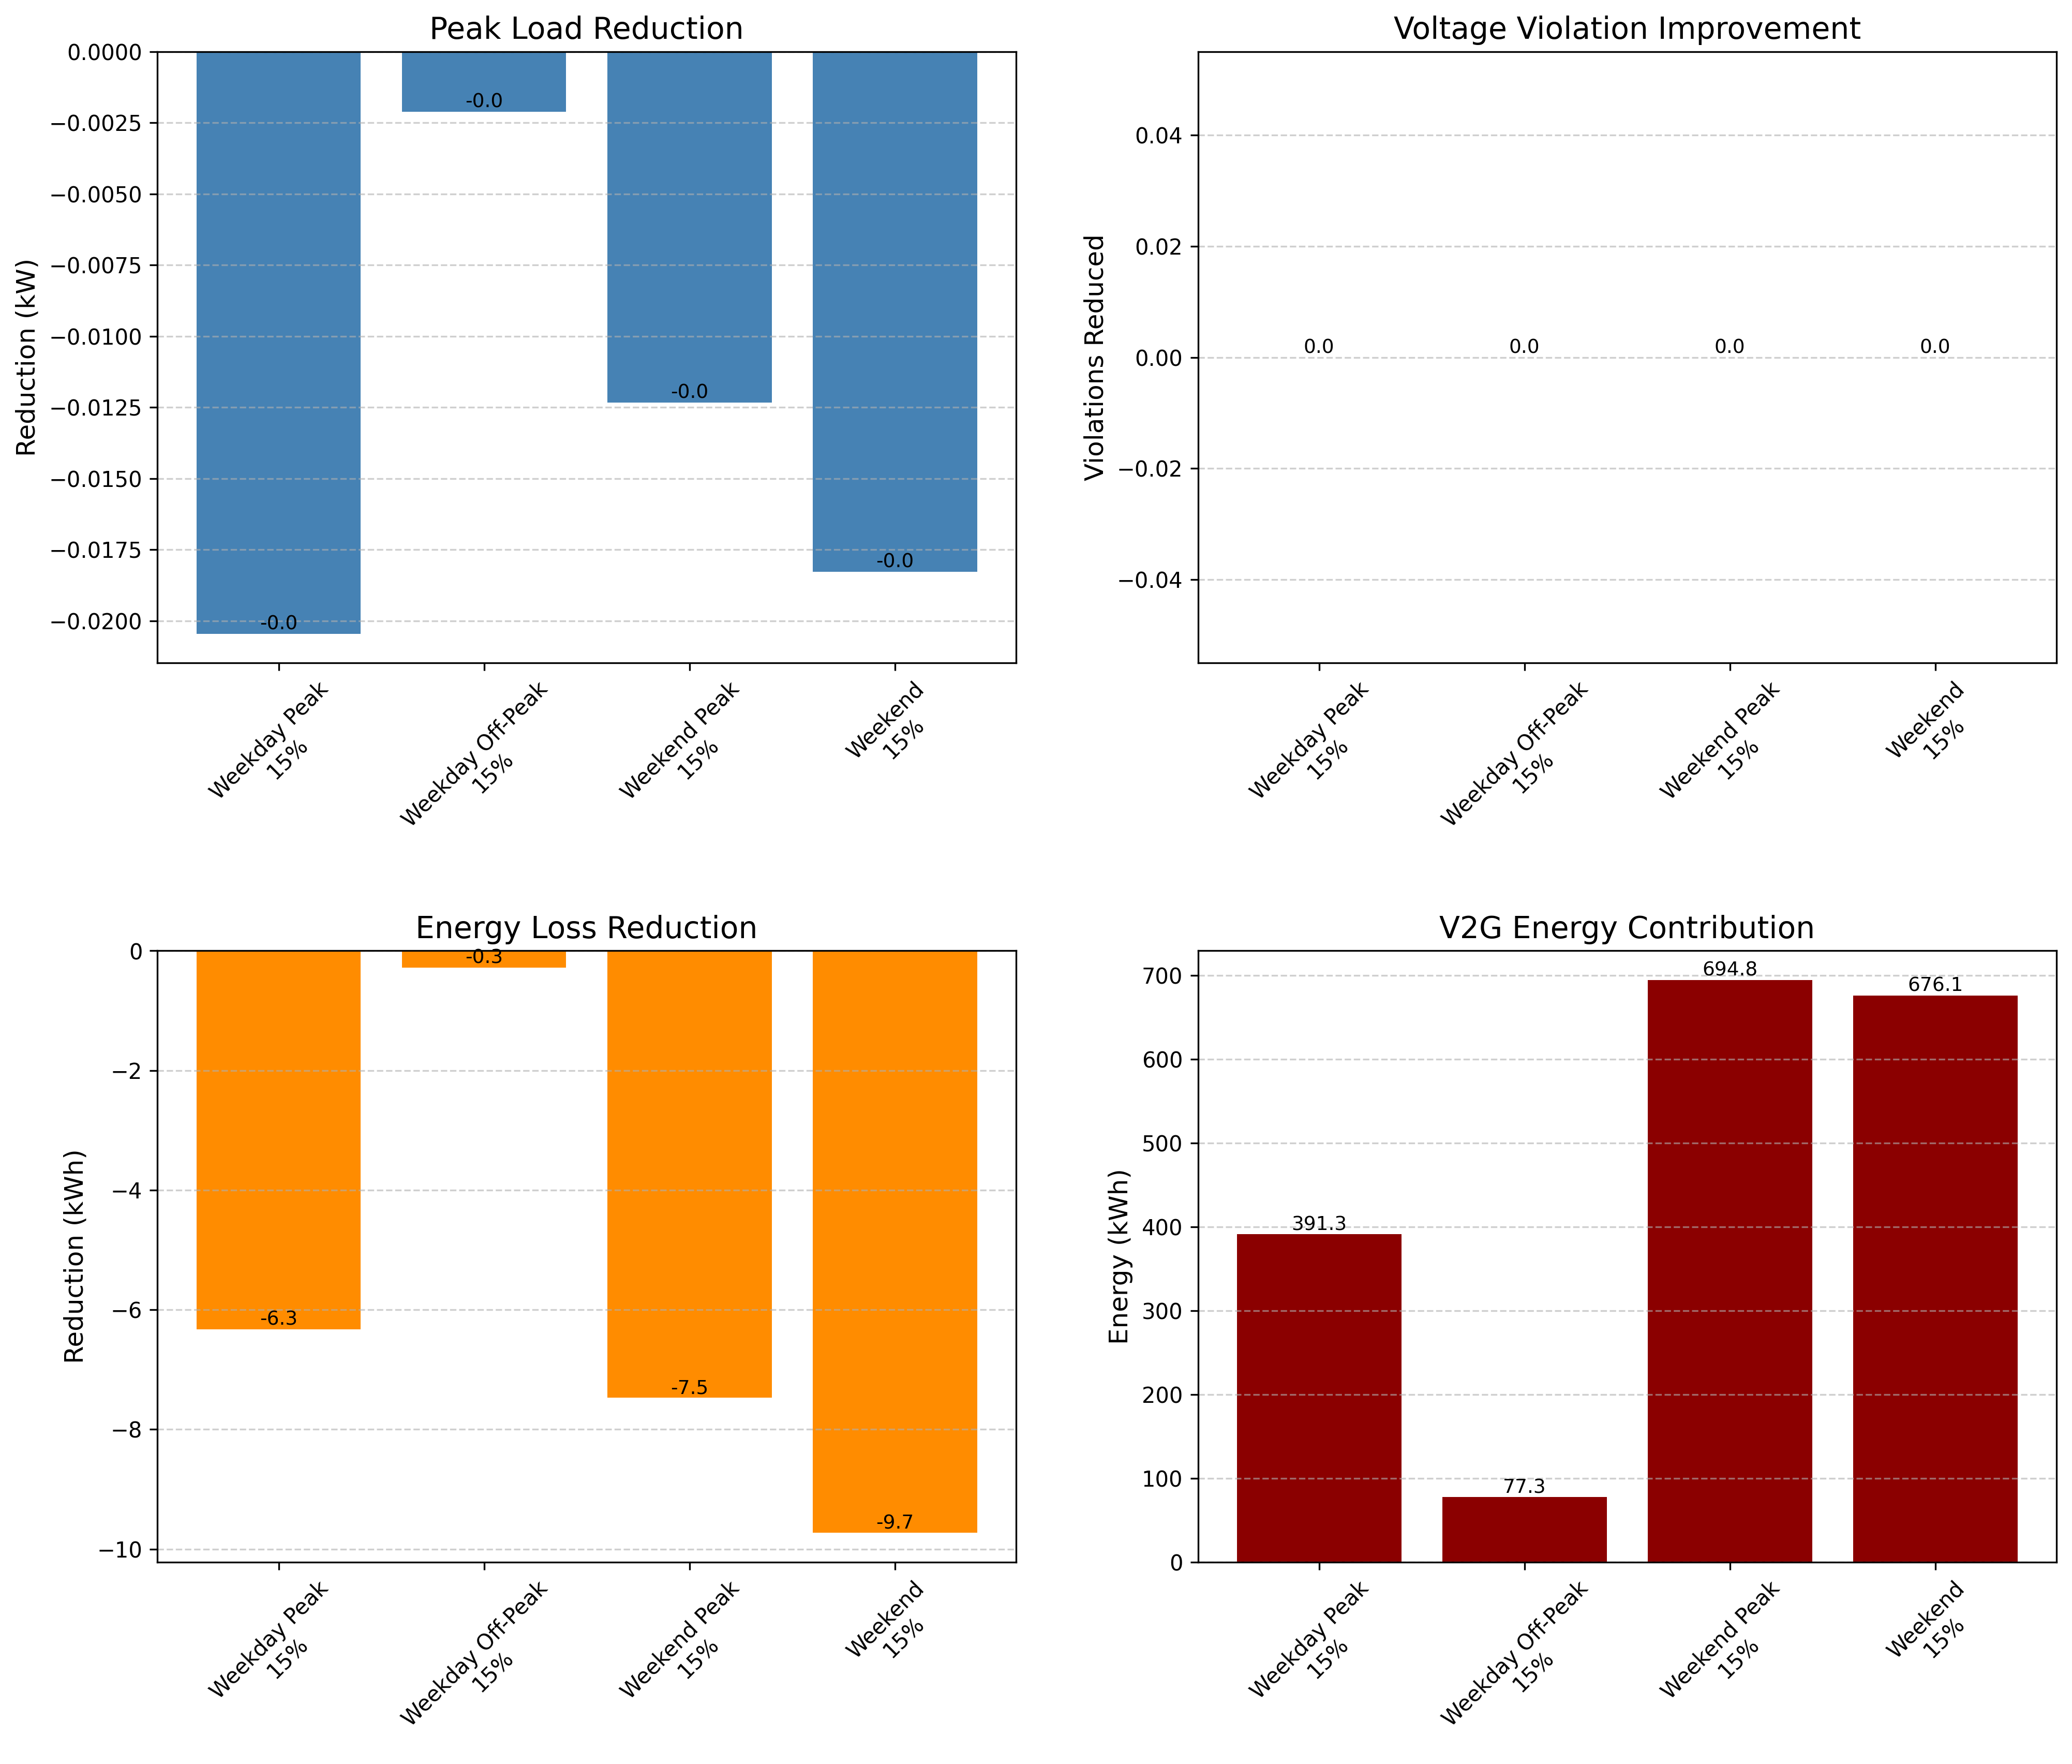 Peak Load Reduction
Reduction (kW)
0.0000
−0.0025
−0.0050
−0.0075
−0.0100
−0.0125
−0.0150
−0.0175
−0.0200
-0.0
-0.0
-0.0
-0.0
Weekday Peak
15%
Weekday Off-Peak
15%
Weekend Peak
15%
Weekend
15%
Voltage Violation Improvement
Violations Reduced
0.04
0.02
0.00
−0.02
−0.04
0.0
0.0
0.0
0.0
Weekday Peak
15%
Weekday Off-Peak
15%
Weekend Peak
15%
Weekend
15%
Energy Loss Reduction
Reduction (kWh)
0
−2
−4
−6
−8
−10
-6.3
-0.3
-7.5
-9.7
Weekday Peak
15%
Weekday Off-Peak
15%
Weekend Peak
15%
Weekend
15%
V2G Energy Contribution
Energy (kWh)
700
600
500
400
300
200
100
0
391.3
77.3
694.8
676.1
Weekday Peak
15%
Weekday Off-Peak
15%
Weekend Peak
15%
Weekend
15%